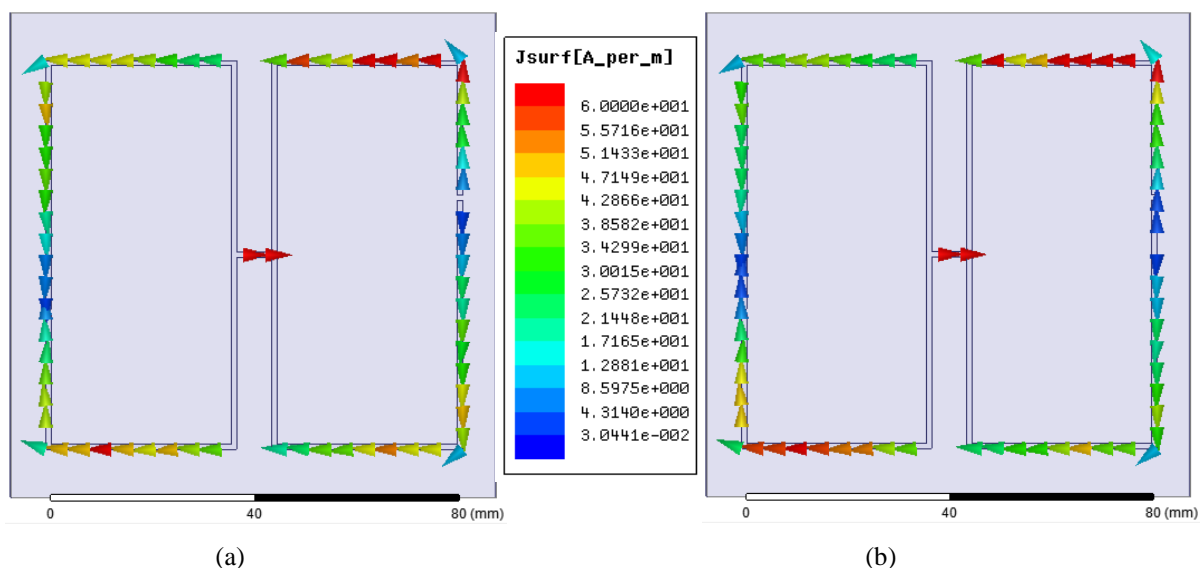 Jsurf[A_per_m]
6.0000e+001
5.5716e+001
5.1433e+001
4.7149e+001
4.2866e+001
3.8582e+001
3.4299e+001
3.0015e+001
2.5732e+001
2.1448e+001
1.7165e+001
1.2881e+001
8.5975e+000
4.3140e+000
3.0441e-002
0 40 80 (mm)
0 40 80 (mm)
(a) (b)